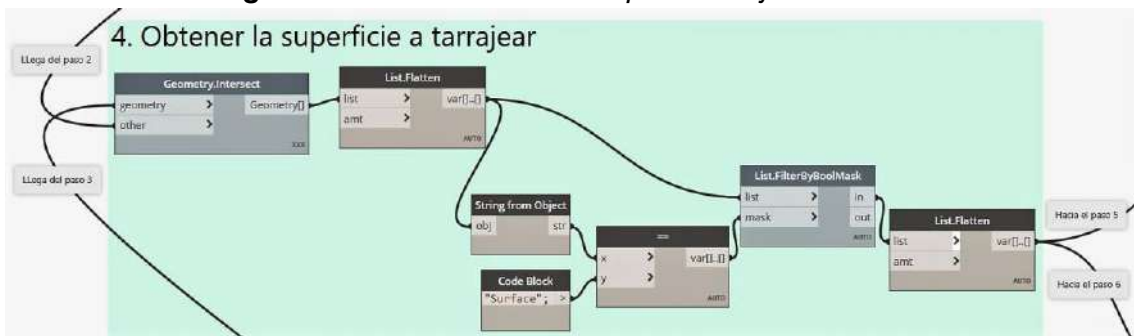 4. Obtener la superficie a tarrajear
LLega del paso 2
LLega del paso 3
Geometry.Intersect
geometry > Geometry[]
other >
XXX
List.Flatten
list > var[]..[]
amt >
AUTO
String from Object
obj str
Code Block
"Surface"; >
==
x > var[]..[]
y >
AUTO
List.FilterByBoolMask
list > in
mask > out
AUTO
List.Flatten
list > var[]..[]
amt >
AUTO
Hacia el paso 5
Hacia el paso 6